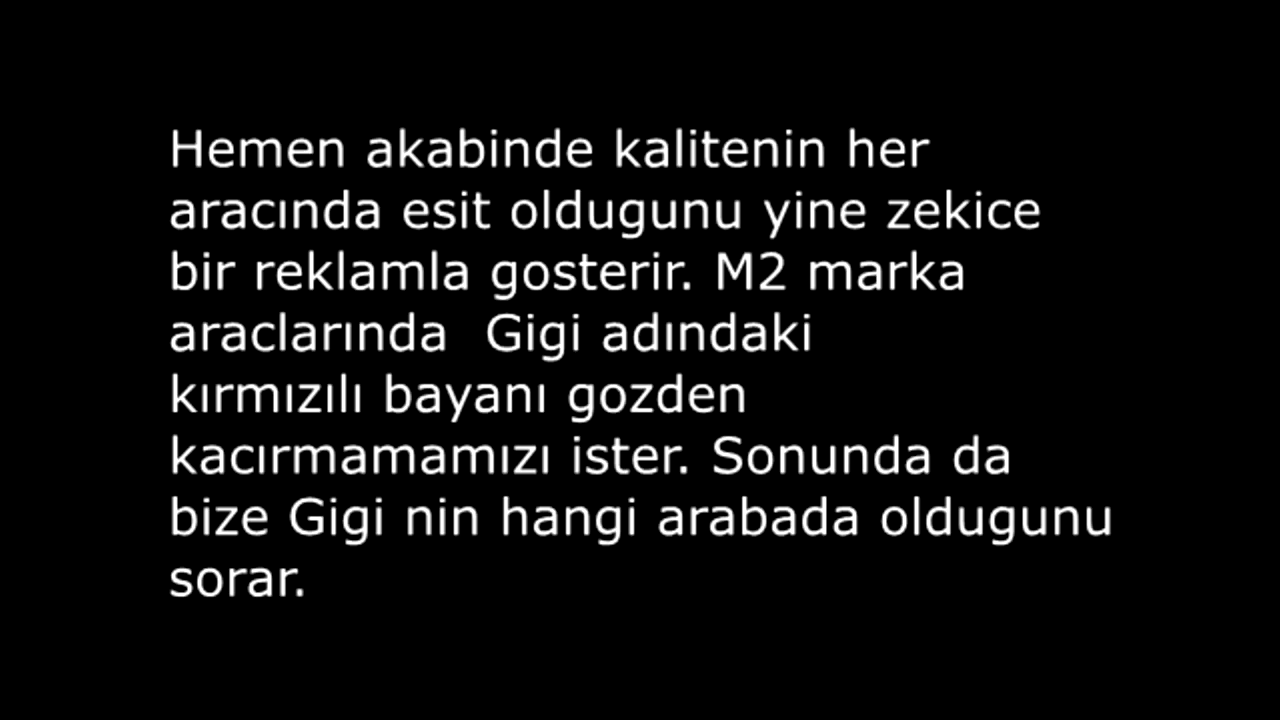 Hemen akabinde kalitenin her
aracında esit oldugunu yine zekice
bir reklamla gosterir. M2 marka
araclarında  Gigi adındaki
kırmızılı bayanı gozden
kacırmamamızı ister. Sonunda da
bize Gigi nin hangi arabada oldugunu
sorar.